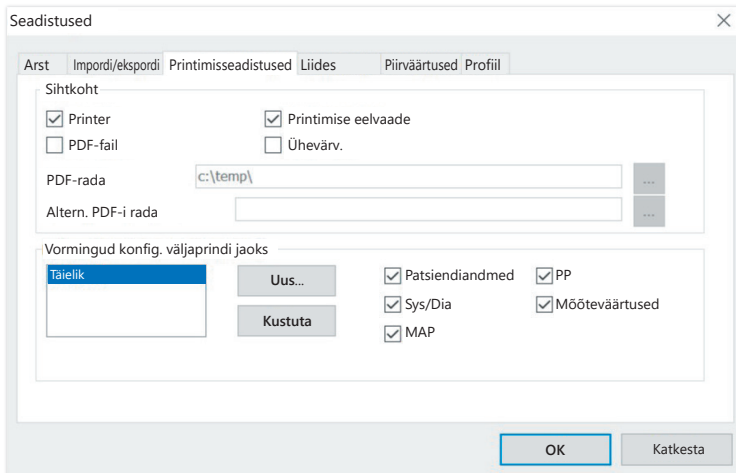 Seadistused
Arst Impordi/ekspordi Printimisseadistused Liides Piirväärtused Profiil
Sihtkoht
Printer Printimise eelvaade
PDF-fail Ühevärv.
PDF-rada c:\temp\ ...
Altern. PDF-i rada ...
Vormingud konfig. väljaprindi jaoks
Täielik Uus... Patsiendiandmed PP
Sys/Dia Mõõteväärtused
Kustuta MAP
OK Katkesta